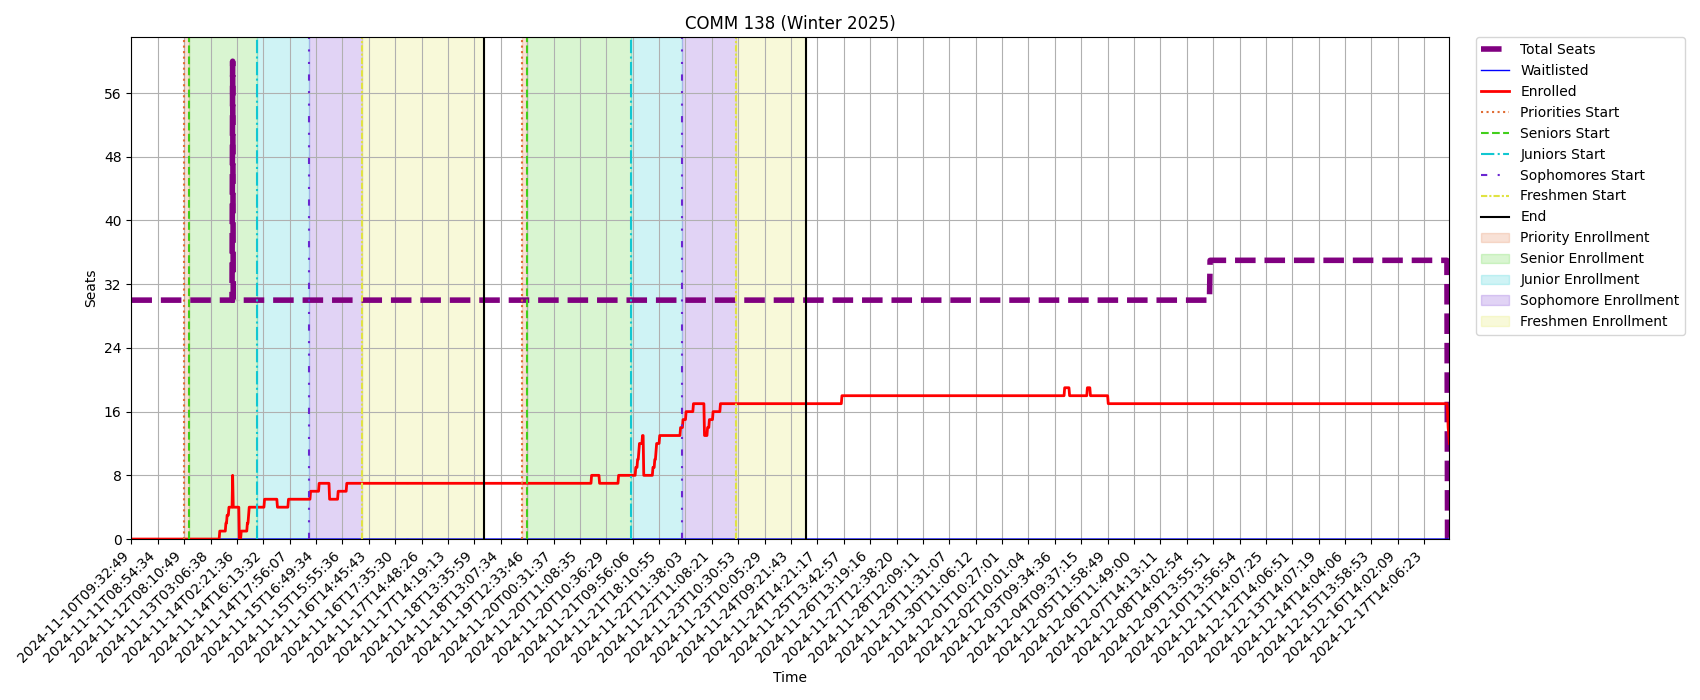 COMM 138 (Winter 2025)
Seats
56
48
40
32
24
16
8
0
2024-11-10T09:32:49
2024-11-11T08:54:34
2024-11-12T08:10:49
2024-11-13T03:06:38
2024-11-14T02:21:36
2024-11-14T16:13:32
2024-11-14T17:56:07
2024-11-15T16:49:34
2024-11-15T15:55:36
2024-11-16T14:45:43
2024-11-16T17:35:30
2024-11-17T14:48:26
2024-11-17T14:19:13
2024-11-18T13:35:59
2024-11-18T13:07:34
2024-11-19T12:33:46
2024-11-20T00:31:37
2024-11-20T11:08:35
2024-11-20T10:36:29
2024-11-21T09:56:06
2024-11-21T18:10:55
2024-11-22T11:38:03
2024-11-22T11:08:21
2024-11-23T10:30:53
2024-11-23T10:05:29
2024-11-24T09:21:43
2024-11-24T14:21:17
2024-11-25T13:42:57
2024-11-26T13:19:16
2024-11-27T12:38:20
2024-11-28T12:09:11
2024-11-29T11:31:07
2024-11-30T11:06:12
2024-12-01T10:27:01
2024-12-02T10:01:04
2024-12-03T09:34:36
2024-12-04T09:37:15
2024-12-05T11:58:49
2024-12-06T11:49:00
2024-12-07T14:13:11
2024-12-08T14:02:54
2024-12-09T13:55:51
2024-12-10T13:56:54
2024-12-11T14:07:25
2024-12-12T14:06:51
2024-12-13T14:07:19
2024-12-14T14:04:06
2024-12-15T13:58:53
2024-12-16T14:02:09
2024-12-17T14:06:23
Time
Total Seats
Waitlisted
Enrolled
Priorities Start
Seniors Start
Juniors Start
Sophomores Start
Freshmen Start
End
Priority Enrollment
Senior Enrollment
Junior Enrollment
Sophomore Enrollment
Freshmen Enrollment